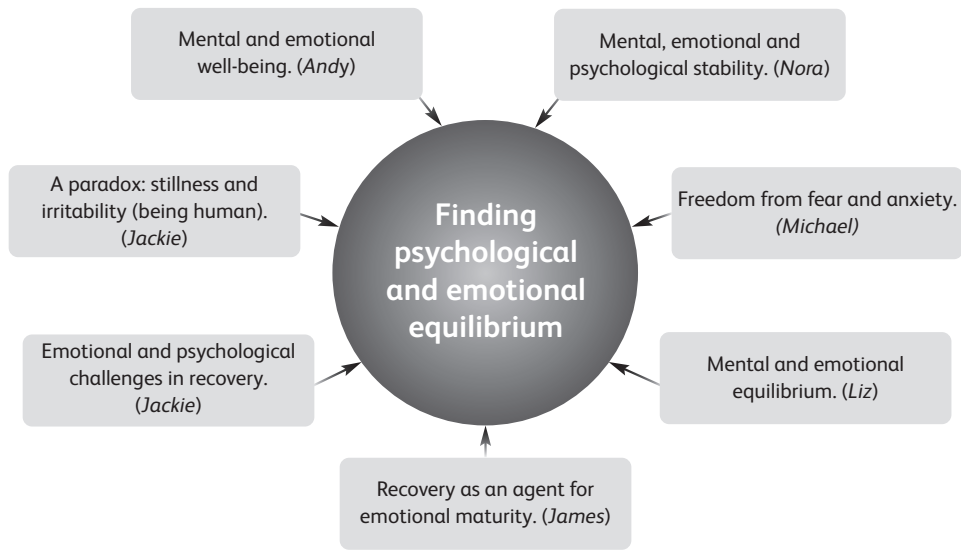 Mental and emotional
well-being. (Andy)
Mental, emotional and
psychological stability. (Nora)
A paradox: stillness and
irritability (being human).
(Jackie)
Freedom from fear and anxiety.
(Michael)
Finding
psychological
and emotional
equilibrium
Emotional and psychological
challenges in recovery.
(Jackie)
Mental and emotional
equilibrium. (Liz)
Recovery as an agent for
emotional maturity. (James)